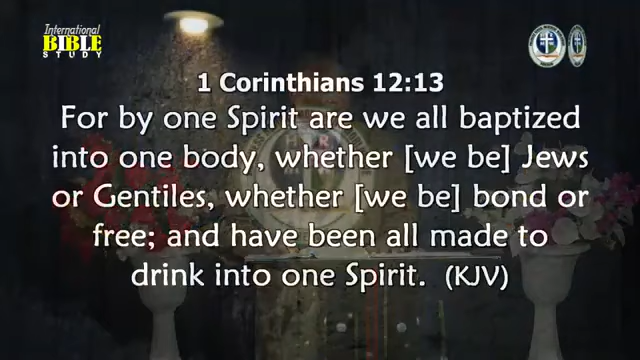 International
BIBLE
STUDY
1 Corinthians 12:13
For by one Spirit are we all baptized
into one body, whether [we be] Jews
or Gentiles, whether [we be] bond or
free; and have been all made to
drink into one Spirit. (KJV)